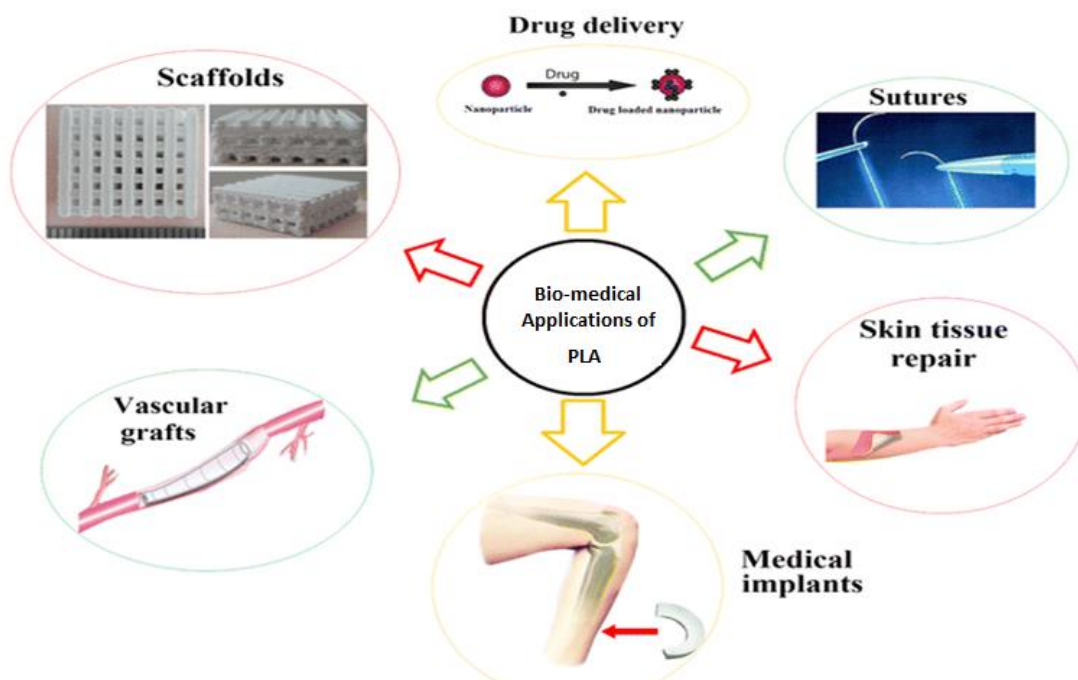 Drug delivery
Drug
Nanoparticle
Drug loaded nanoparticle
Scaffolds
Sutures
Bio-medical
Applications of
PLA
Skin tissue
repair
Vascular
grafts
Medical
implants